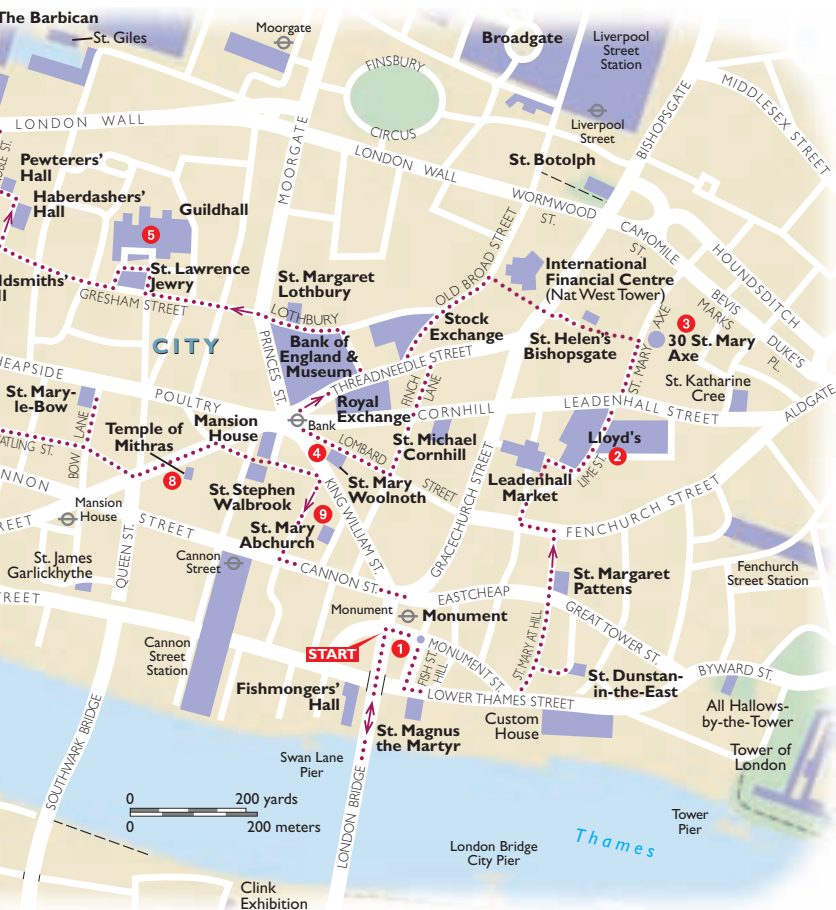 The Barbican
St. Giles
Moorgate
Broadgate
Liverpool
Street
Station
FINSBURY
CIRCUS
Liverpool
Street
BISHOPSGATE
MIDDLESEX STREET
LONDON WALL
MOORGATE
LONDON WALL
St. Botolph
WORMWOOD
ST.
CAMOMILE
ST.
HOUNDSDITCH
BEVIS
MARKS
DUKE'S
PL.
Pewterers'
Hall
Haberdashers'
Hall
Guildhall
5
St. Lawrence
Jewry
GRESHAM STREET
St. Margaret
Lothbury
LOTHBURY
OLD BROAD STREET
International
Financial Centre
(Nat West Tower)
Stock
Exchange
St. Helen's
Bishopsgate
3
30 St. Mary
Axe
ST. MARY
AXE
St. Katharine
Cree
CITY
PRINCES ST.
Bank of
England &
Museum
THREADNEEDLE STREET
FINCH
LANE
Royal
Exchange
CORNHILL
LEADENHALL STREET
ALDGATE
HEAPSIDE
POULTRY
Bank
St. Mary-
le-Bow
BOW LANE
ATLING ST.
Temple of
Mithras
8
Mansion
House
4
LOMBARD
STREET
St. Michael
Cornhill
Lloyd's
2
LIME ST.
Leadenhall
Market
St. Mary
Woolnoth
St. Stephen
Walbrook
9
St. Mary
Abchurch
KING WILLIAM ST.
GRACECHURCH STREET
FENCHURCH STREET
Fenchurch
Street Station
NNON
STREET
Mansion
House
REET
QUEEN ST.
St. James
Garlickhythe
Cannon
Street
CANNON ST.
EASTCHEAP
St. Margaret
Pattens
GREAT TOWER ST.
Monument
Monument
START
1
FISH ST.
HILL
MONUMENT ST.
ST. MARY AT HILL
St. Dunstan-
in-the-East
BYWARD ST.
TREET
Cannon
Street
Station
Fishmongers'
Hall
LOWER THAMES STREET
Custom
House
All Hallows-
by-the-Tower
Tower of
London
St. Magnus
the Martyr
Swan Lane
Pier
SOUTHWARK BRIDGE
LONDON BRIDGE
0 200 yards
0 200 meters
London Bridge
City Pier
Thames
Tower
Pier
Clink
Exhibition